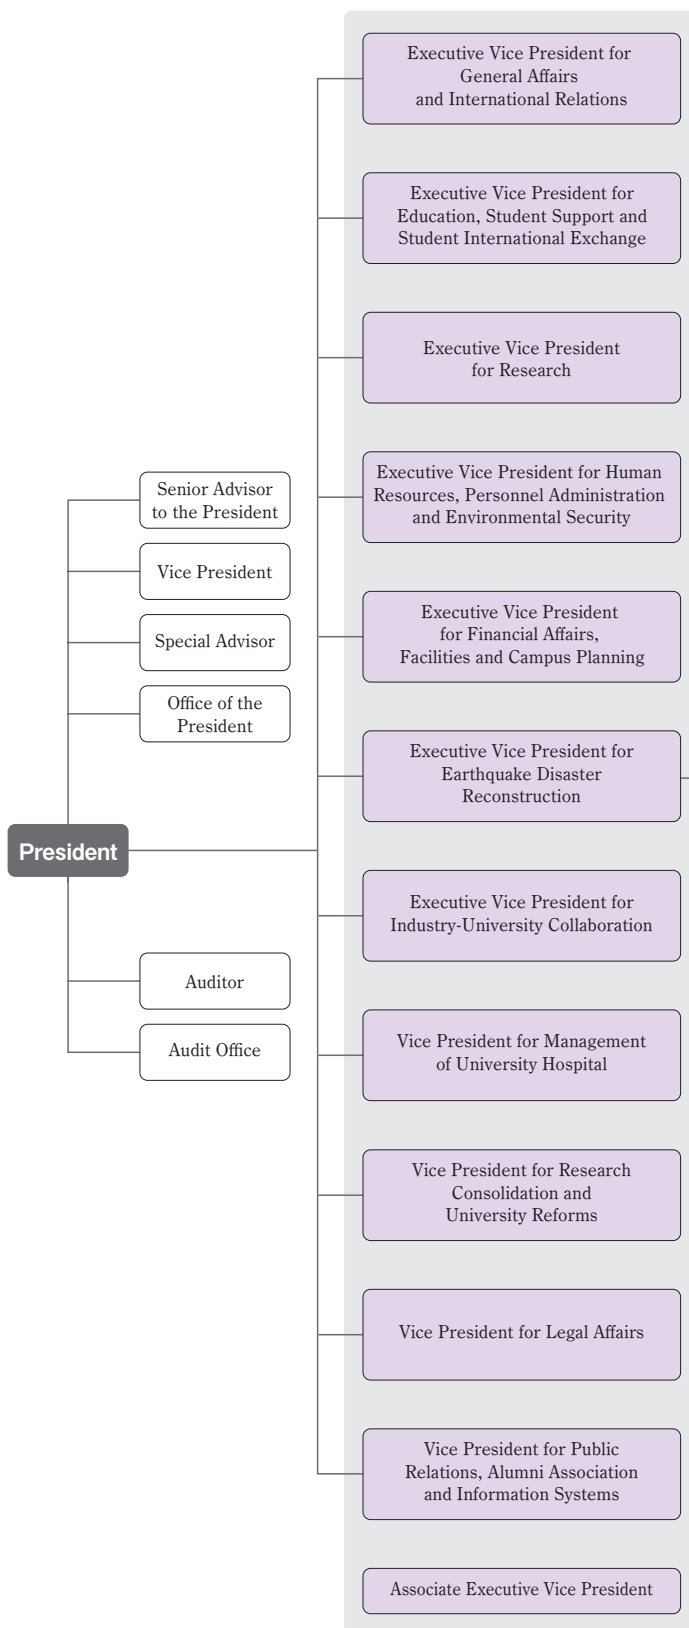 Executive Vice President for
General Affairs
and International Relations
Executive Vice President for
Education, Student Support and
Student International Exchange
Executive Vice President
for Research
Executive Vice President for Human
Resources, Personnel Administration
and Environmental Security
Senior Advisor
to the President
Vice President
Special Advisor
Office of the
President
Executive Vice President
for Financial Affairs,
Facilities and Campus Planning
Executive Vice President for
Earthquake Disaster
Reconstruction
President
Executive Vice President for
Industry-University Collaboration
Auditor
Audit Office
Vice President for Management
of University Hospital
Vice President for Research
Consolidation and
University Reforms
Vice President for Legal Affairs
Vice President for Public
Relations, Alumni Association
and Information Systems
Associate Executive Vice President